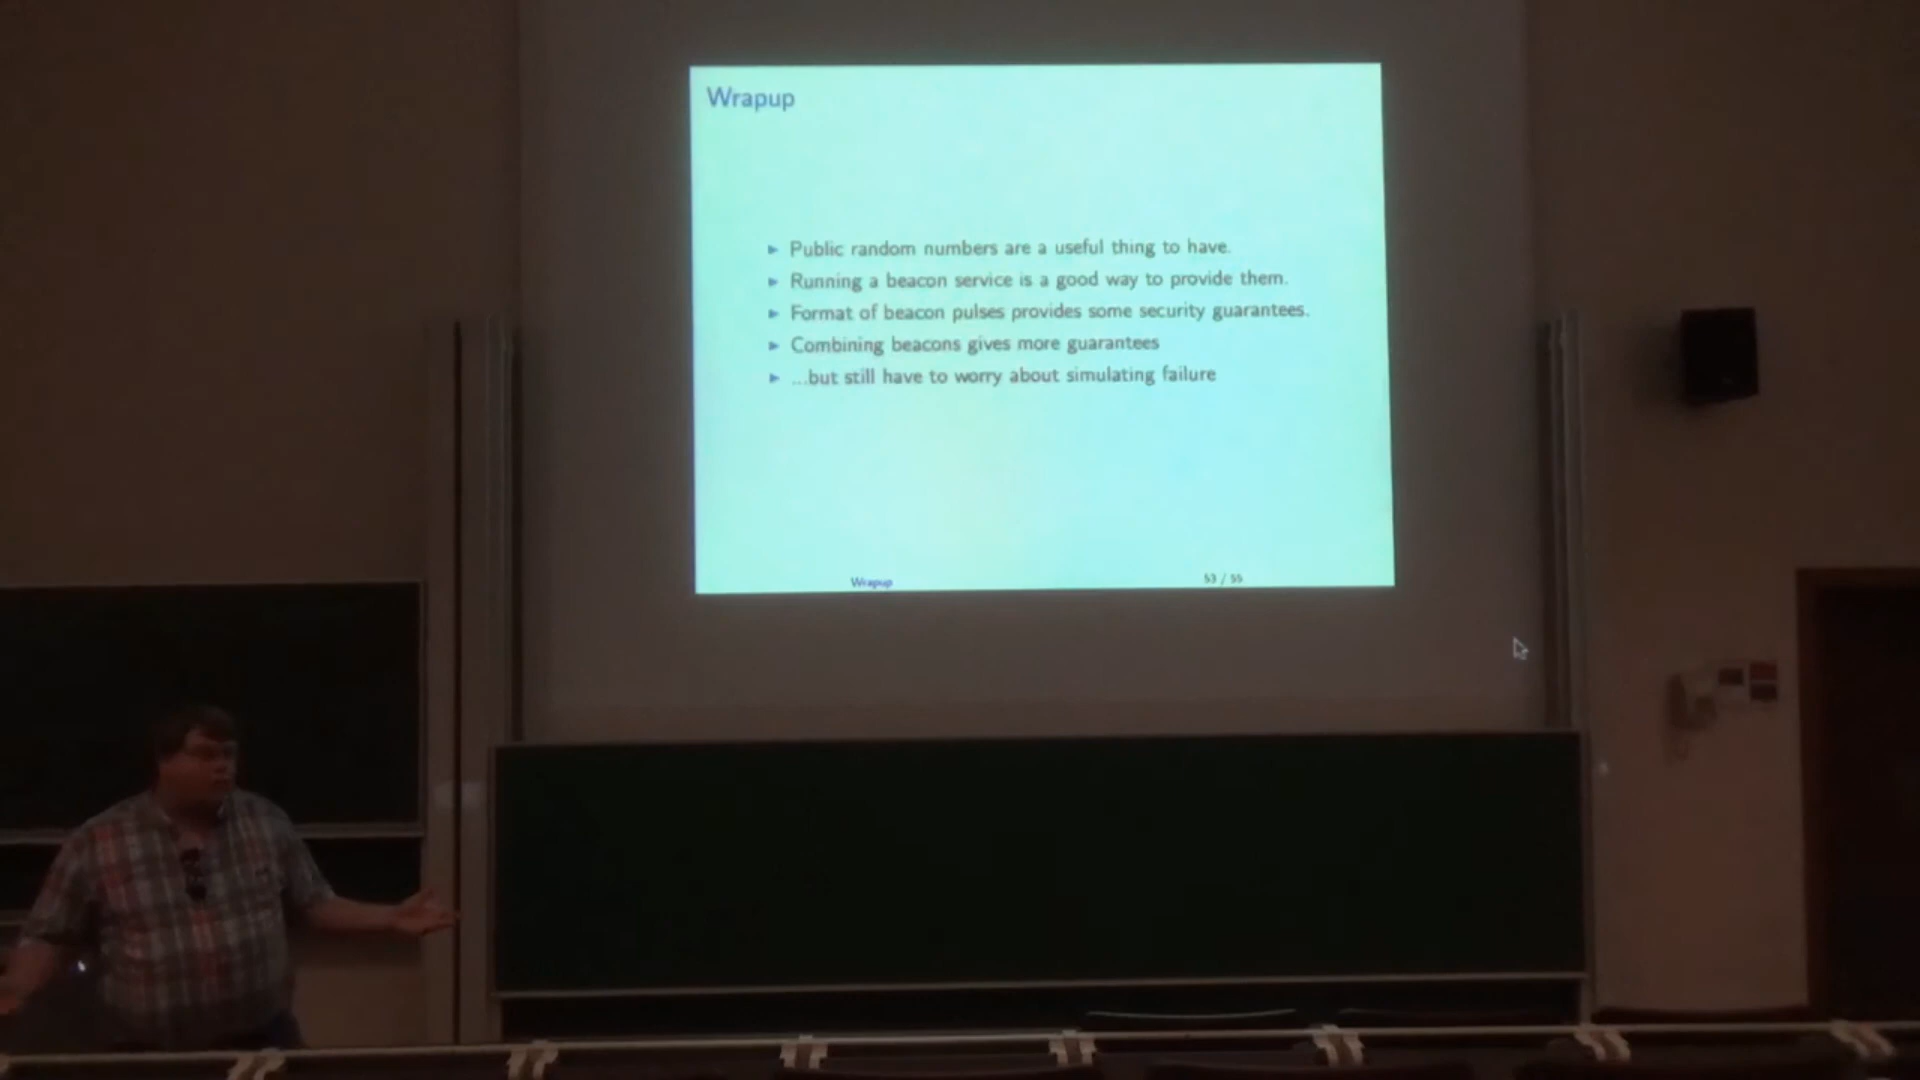 Wrapup
▶ Public random numbers are a useful thing to have.
▶ Running a beacon service is a good way to provide them.
▶ Format of beacon pulses provides some security guarantees.
▶ Combining beacons gives more guarantees
▶ ...but still have to worry about simulating failure
Wrapup 53 / 55